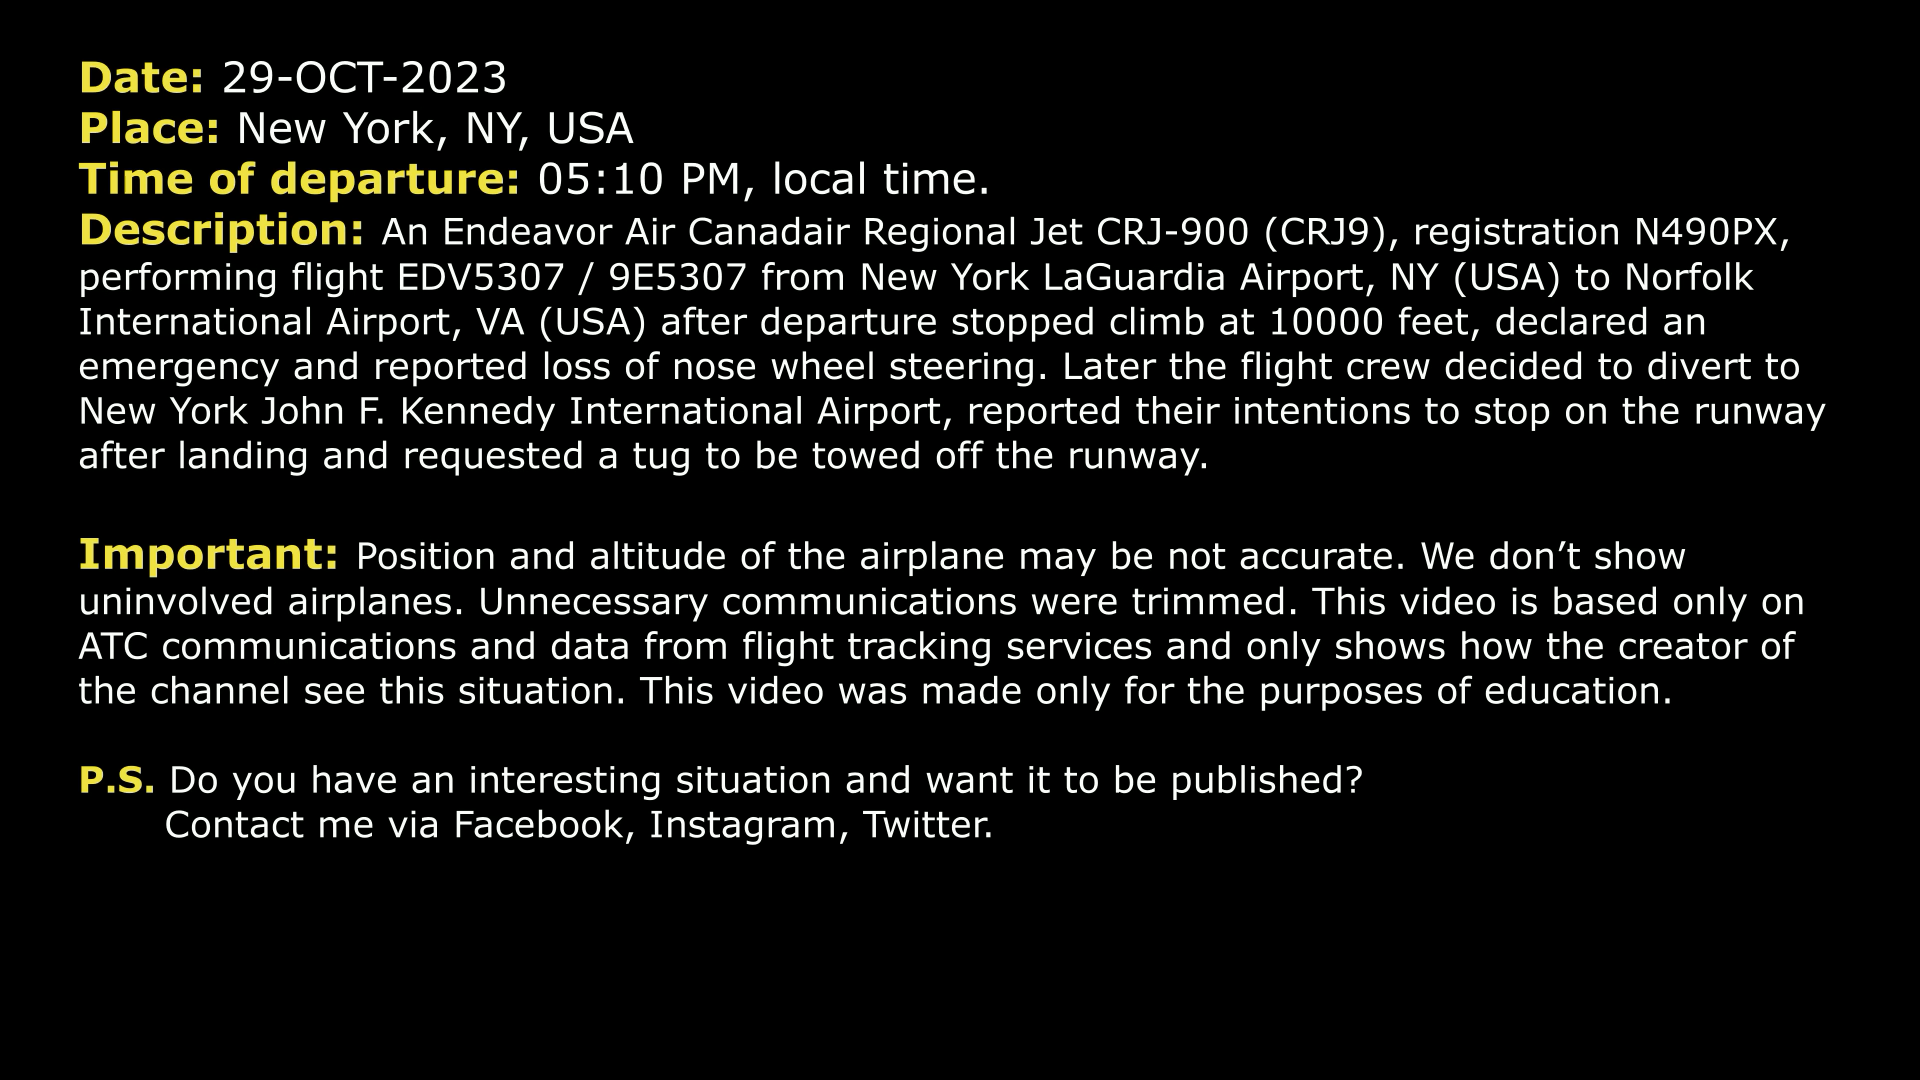 Date: 29-OCT-2023
Place: New York, NY, USA
Time of departure: 05:10 PM, local time.
Description: An Endeavor Air Canadair Regional Jet CRJ-900 (CRJ9), registration N490PX,
performing flight EDV5307 / 9E5307 from New York LaGuardia Airport, NY (USA) to Norfolk
International Airport, VA (USA) after departure stopped climb at 10000 feet, declared an
emergency and reported loss of nose wheel steering. Later the flight crew decided to divert to
New York John F. Kennedy International Airport, reported their intentions to stop on the runway
after landing and requested a tug to be towed off the runway.
Important: Position and altitude of the airplane may be not accurate. We don’t show
uninvolved airplanes. Unnecessary communications were trimmed. This video is based only on
ATC communications and data from flight tracking services and only shows how the creator of
the channel see this situation. This video was made only for the purposes of education.
P.S. Do you have an interesting situation and want it to be published?
Contact me via Facebook, Instagram, Twitter.